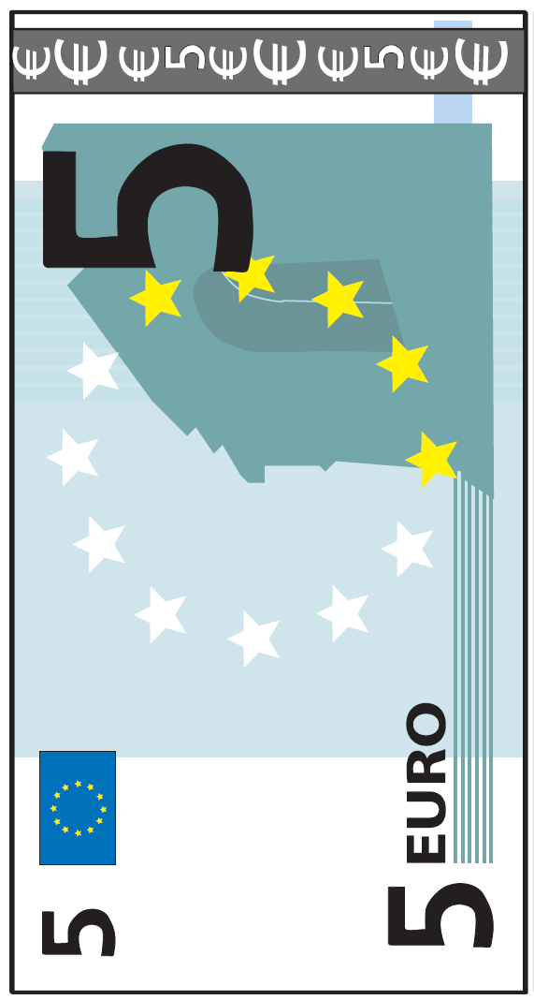 5
5
5 EURO
€ € € 5 € € € 5 € €